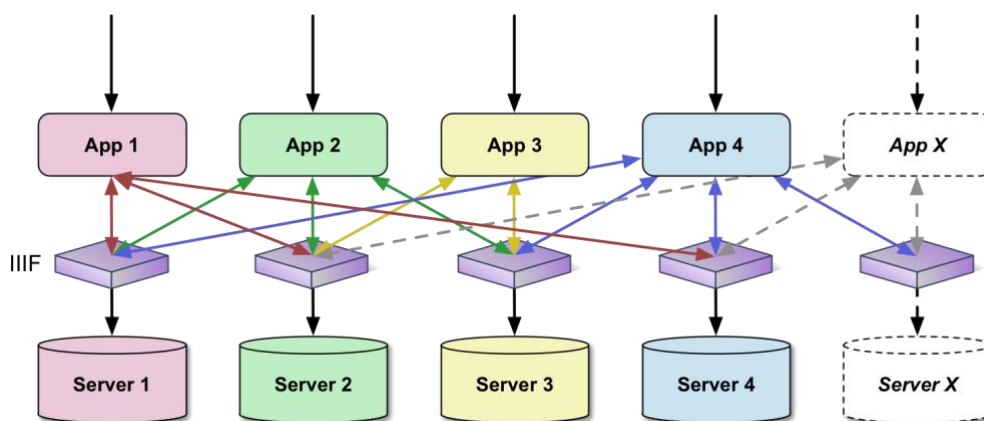 App 1
App 2
App 3
App 4
App X
IIIF
Server 1
Server 2
Server 3
Server 4
Server X